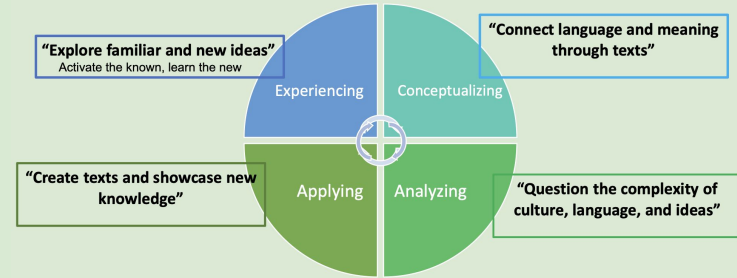 “Explore familiar and new ideas”
Activate the known, learn the new
“Connect language and meaning
through texts”
Experiencing
Conceptualizing
“Create texts and showcase new
knowledge”
Applying
Analyzing
“Question the complexity of
culture, language, and ideas”